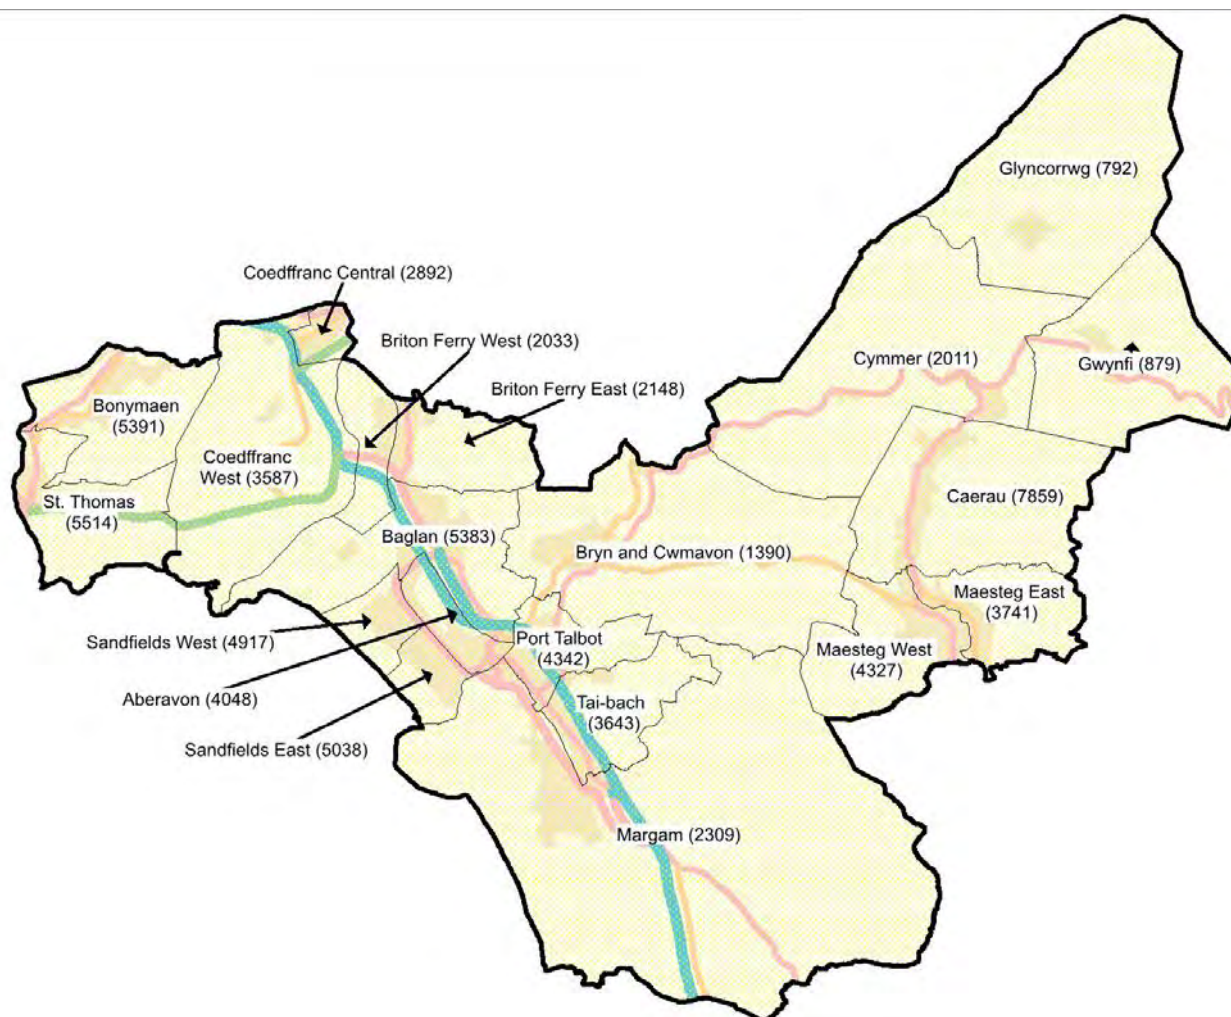 Glyncorrwg (792)
Coedffranc Central (2892)
Briton Ferry West (2033)
Cymmer (2011)
Gwynfi (879)
Briton Ferry East (2148)
Bonymaen
(5391)
Coedffranc
West (3587)
Caerau (7859)
St. Thomas
(5514)
Baglan (5383)
Bryn and Cwmavon (1390)
Maesteg East
(3741)
Sandfields West (4917)
Port Talbot
(4342)
Maesteg West
(4327)
Aberavon (4048)
Tai-bach
(3643)
Sandfields East (5038)
Margam (2309)